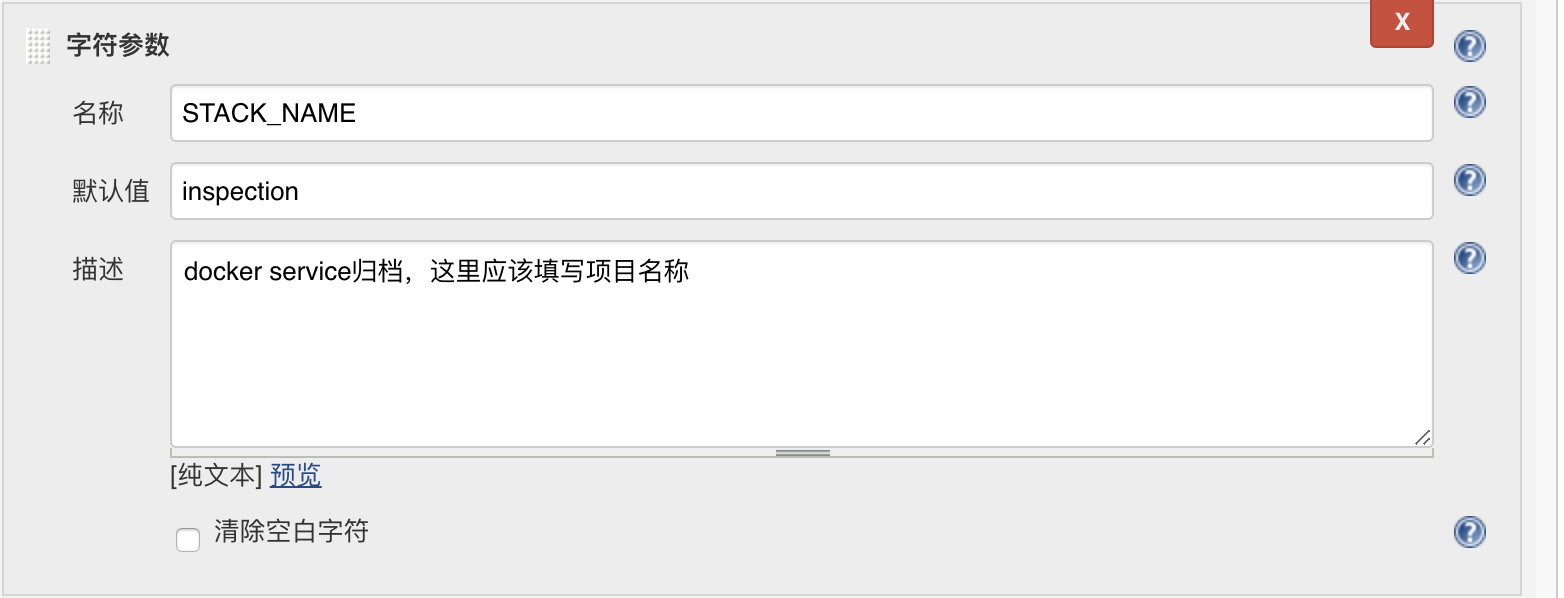 X
字符参数
?
名称
STACK_NAME
?
默认值
inspection
?
描述
docker service归档，这里应该填写项目名称
?
[纯文本] 预览
清除空白字符
?